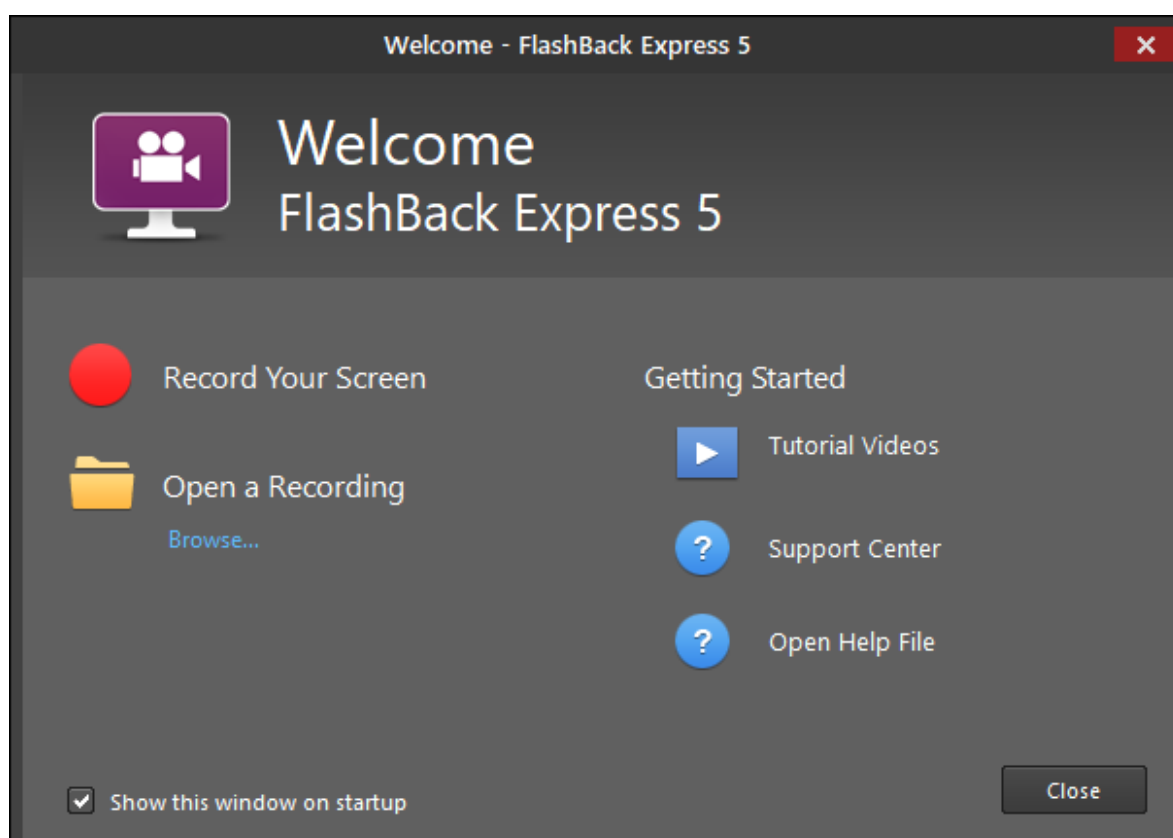 Welcome - FlashBack Express 5
Welcome
FlashBack Express 5
Record Your Screen
Open a Recording
Browse...
Getting Started
Tutorial Videos
? Support Center
? Open Help File
Show this window on startup
Close